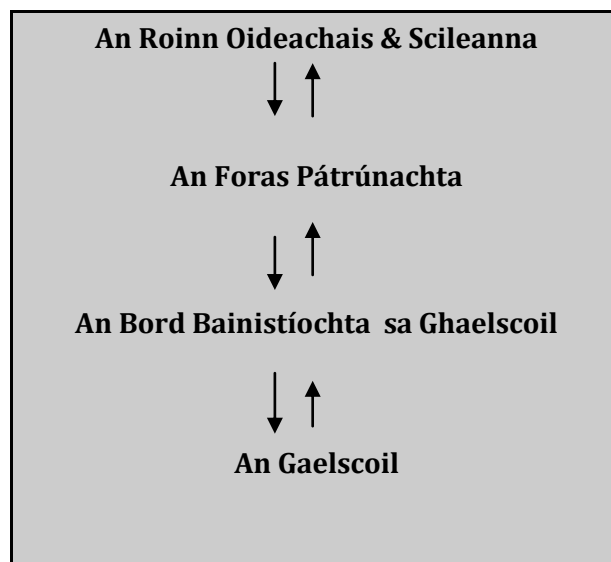 An Roinn Oideachais & Scileanna
An Foras Pátrúnachta
An Bord Bainistíochta sa Ghaelscoil
An Gaelscoil